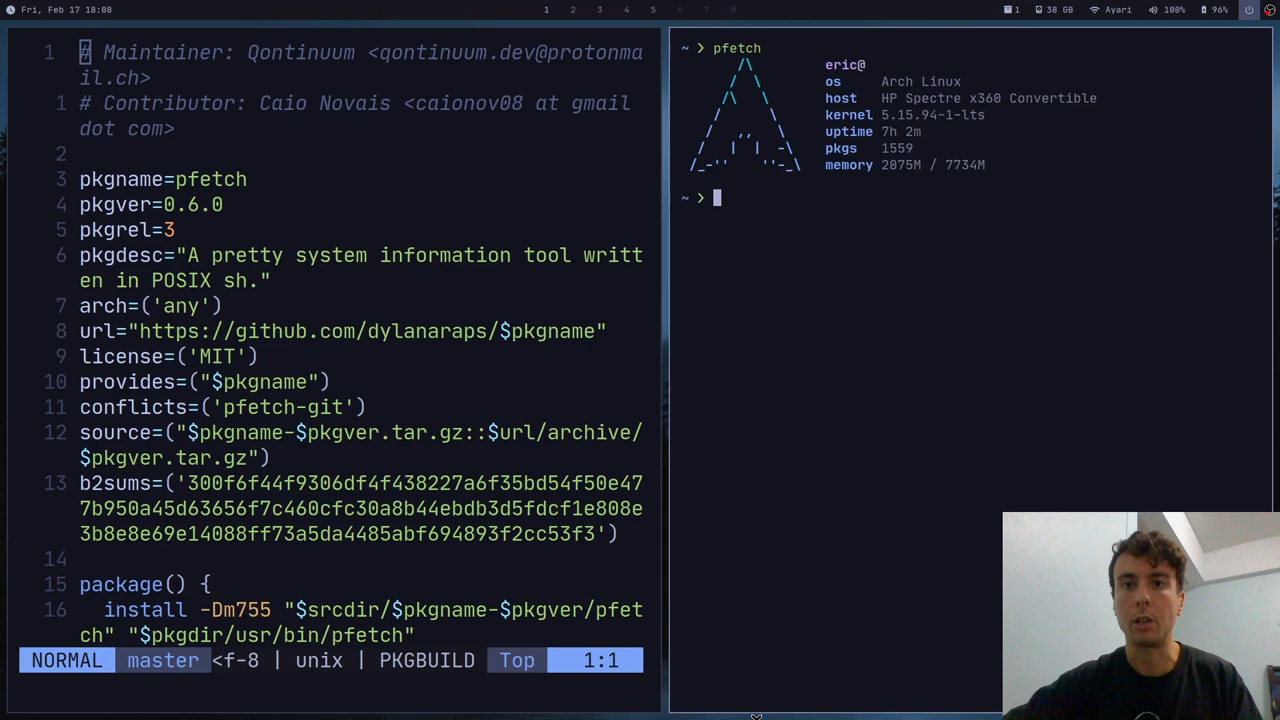 Fri, Feb 17 18:08
1 2 3 4 5 6 7 8
1 38 GB Ayari 100% 96%
1 # Maintainer: Qontinuum <qontinuum.dev@protonma
il.ch>
1 # Contributor: Caio Novais <caionov08 at gmail
dot com>
2
3 pkgname=pfetch
4 pkgver=0.6.0
5 pkgrel=3
6 pkgdesc="A pretty system information tool writt
en in POSIX sh."
7 arch=('any')
8 url="https://github.com/dylanaraps/$pkgname"
9 license=('MIT')
10 provides=("$pkgname")
11 conflicts=('pfetch-git')
12 source=("$pkgname-$pkgver.tar.gz::$url/archive/
$pkgver.tar.gz")
13 b2sums=('300f6f44f9306df4f438227a6f35bd54f50e47
7b950a45d63656f7c460cfc30a8b44ebdb3d5fdcf1e808e
3b8e8e69e14088ff73a5da4485abf694893f2cc53f3')
14
15 package() {
16 install -Dm755 "$srcdir/$pkgname-$pkgver/pfet
ch" "$pkgdir/usr/bin/pfetch"
NORMAL master <f-8 | unix | PKGBUILD Top 1:1
~ ❯ pfetch
eric@
os Arch Linux
host HP Spectre x360 Convertible
kernel 5.15.94-1-lts
uptime 7h 2m
pkgs 1559
memory 2075M / 7734M
~ ❯